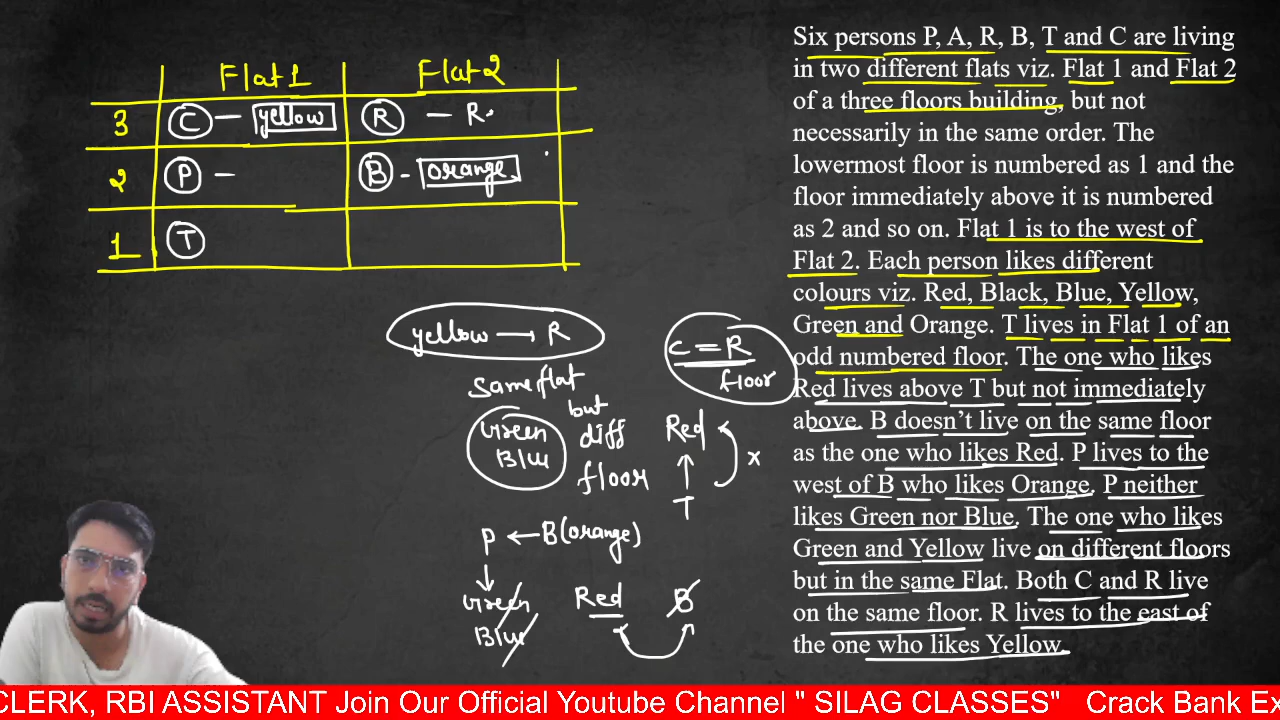 Flat 1 Flat 2
3 C – yellow R – R.
2 P – B - orange.
1 T
yellow → R
Same flat
but
diff
floor
Green
Blue
C = R
floor
Red
T
x
P ← B(orange)
Green
Blue
Red B
Six persons P, A, R, B, T and C are living
in two different flats viz. Flat 1 and Flat 2
of a three floors building, but not
necessarily in the same order. The
lowermost floor is numbered as 1 and the
floor immediately above it is numbered
as 2 and so on. Flat 1 is to the west of
Flat 2. Each person likes different
colours viz. Red, Black, Blue, Yellow,
Green and Orange. T lives in Flat 1 of an
odd numbered floor. The one who likes
Red lives above T but not immediately
above. B doesn’t live on the same floor
as the one who likes Red. P lives to the
west of B who likes Orange. P neither
likes Green nor Blue. The one who likes
Green and Yellow live on different floors
but in the same Flat. Both C and R live
on the same floor. R lives to the east of
the one who likes Yellow.
CLERK, RBI ASSISTANT Join Our Official Youtube Channel " SILAG CLASSES" Crack Bank Ex